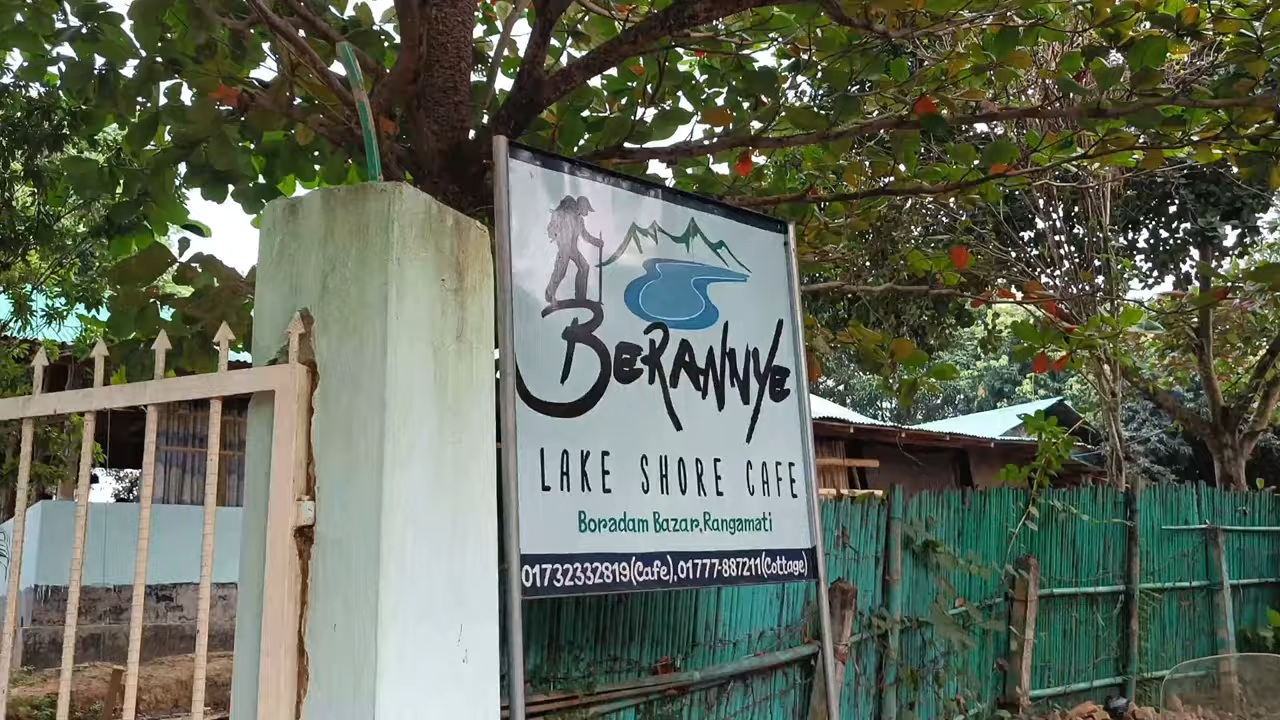 BERANNYE
LAKE SHORE CAFE
Boradam Bazar, Rangamati
01732332819(Cafe), 01777-887211(Cottage)